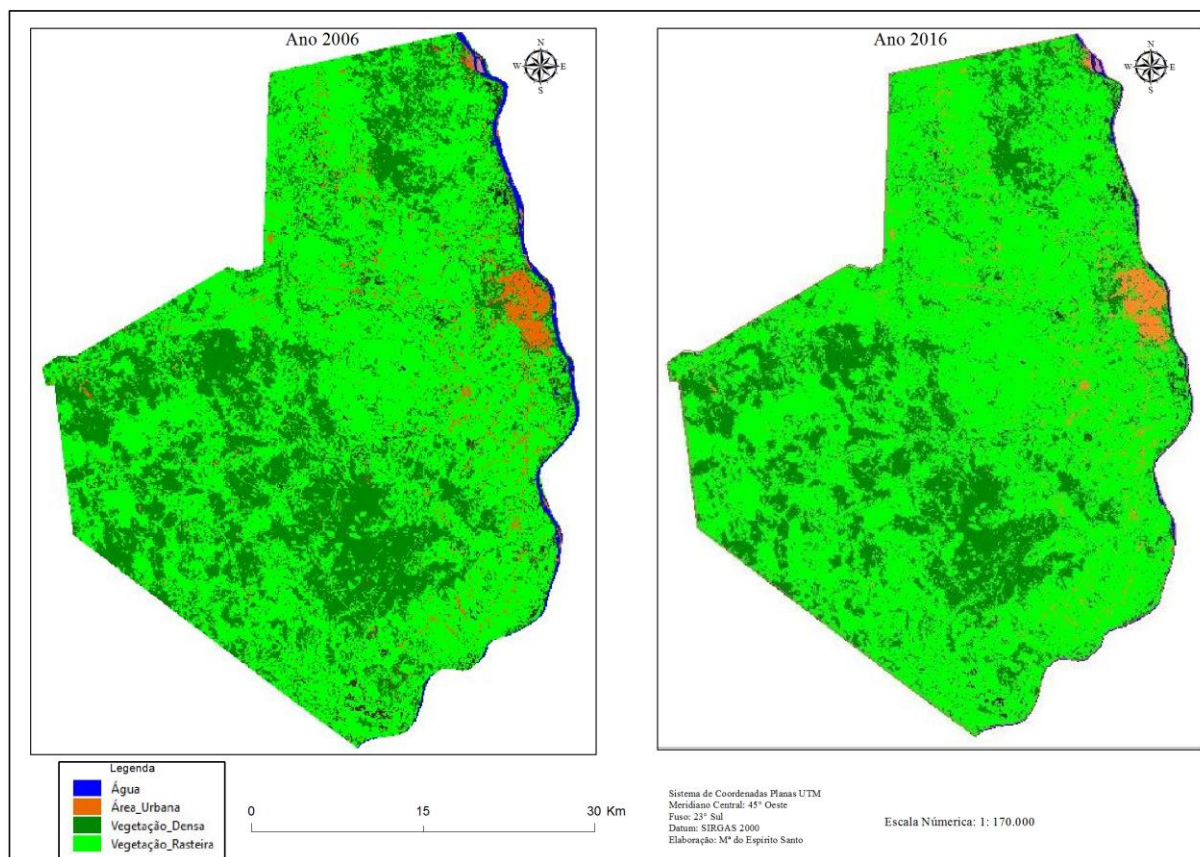 Ano 2006
N
W
E
S
Ano 2016
N
W
E
S
Legenda
Água
Área_Urbana
Vegetação_Densa
Vegetação_Rasteira
0
15
30 Km
Sistema de Coordenadas Planas UTM
Meridiano Central: 45° Oeste
Fuso: 23° Sul
Datum: SIRGAS 2000
Elaboração: Mª do Espírito Santo
Escala Númerica: 1: 170.000